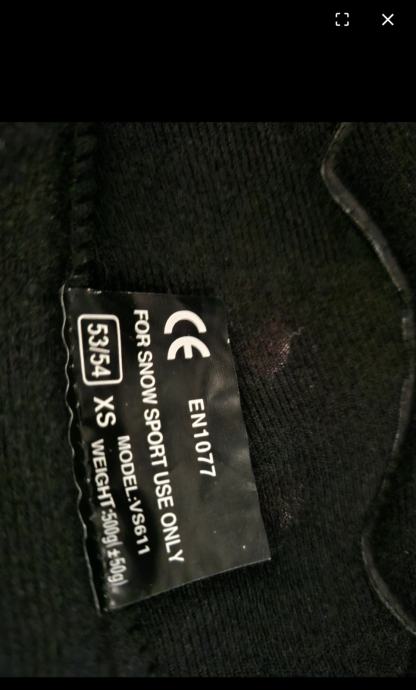 CE EN1077
FOR SNOW SPORT USE ONLY
MODEL:VS611
53/54 XS WEIGHT:500g(±50g)